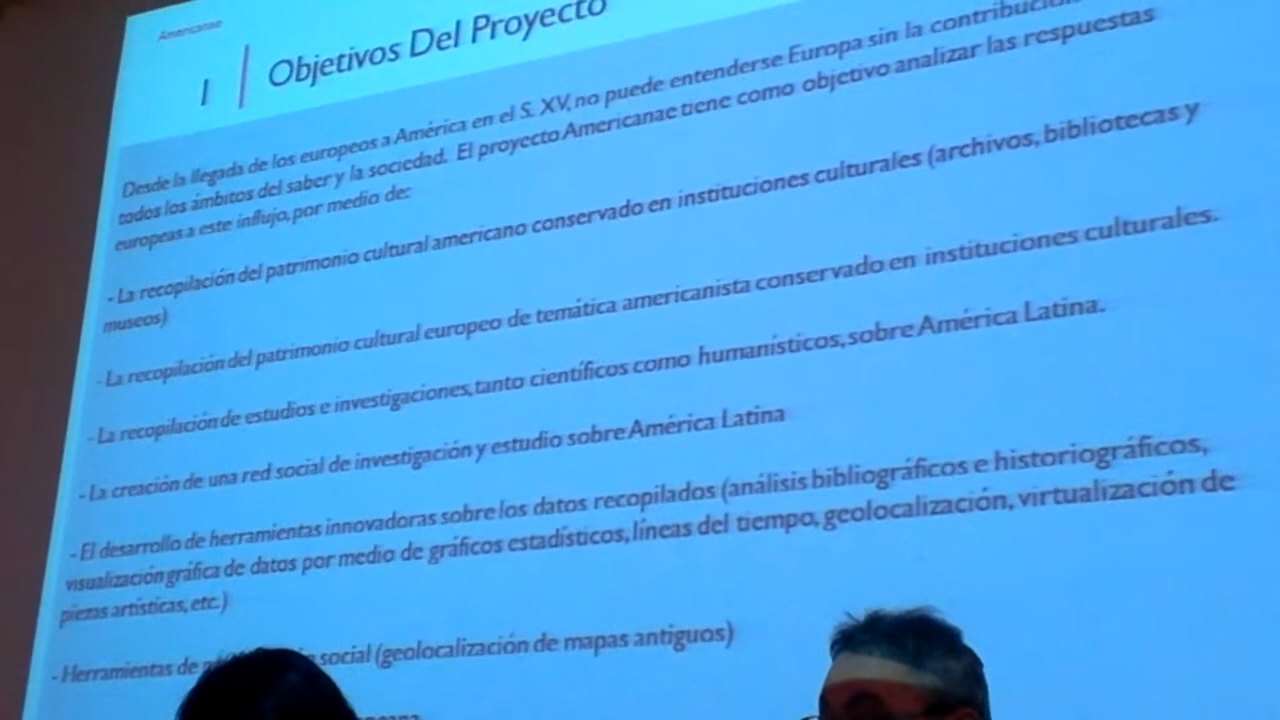 Americanae
1 Objetivos Del Proyecto
Desde la llegada de los europeos a América en el S. XV, no puede entenderse Europa sin la
todos los ámbitos del saber y la sociedad. El proyecto Americanae tiene como objetivo analizar las respuestas
europeas a este influjo, por medio de:
- La recopilación del patrimonio cultural americano conservado en instituciones culturales (archivos, bibliotecas y
museos)
- La recopilación del patrimonio cultural europeo de temática americanista conservado en instituciones culturales.
- La recopilación de estudios e investigaciones, tanto científicos como humanísticos, sobre América Latina.
- La creación de una red social de investigación y estudio sobre América Latina
- El desarrollo de herramientas innovadoras sobre los datos recopilados (análisis bibliográficos e historiográficos,
visualización gráfica de datos por medio de gráficos estadísticos, líneas del tiempo, geolocalización, virtualización de
piezas artísticas, etc.)
- Herramientas de social (geolocalización de mapas antiguos)